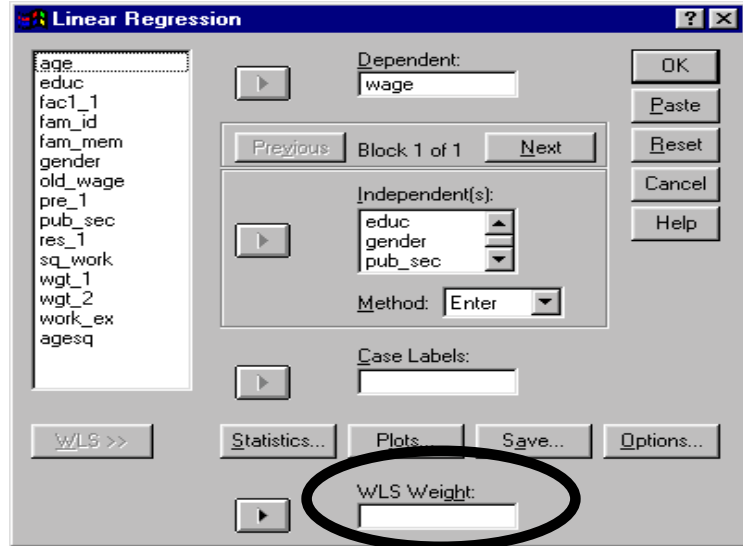 Linear Regression
age
educ
fac1_1
fam_id
fam_mem
gender
old_wage
pre_1
pub_sec
res_1
sq_work
wgt_1
wgt_2
work_ex
agesq
WLS >>
Dependent:
wage
Previous Block 1 of 1 Next
Independent(s):
educ
gender
pub_sec
Method: Enter
Case Labels:
Statistics... Plots... Save... Options...
WLS Weight:
OK
Paste
Reset
Cancel
Help